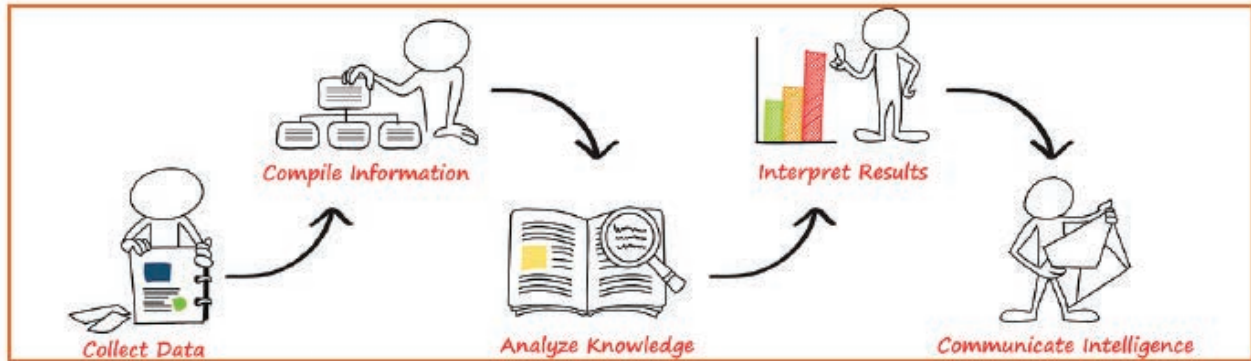 Collect Data
Compile Information
Analyze Knowledge
Interpret Results
Communicate Intelligence